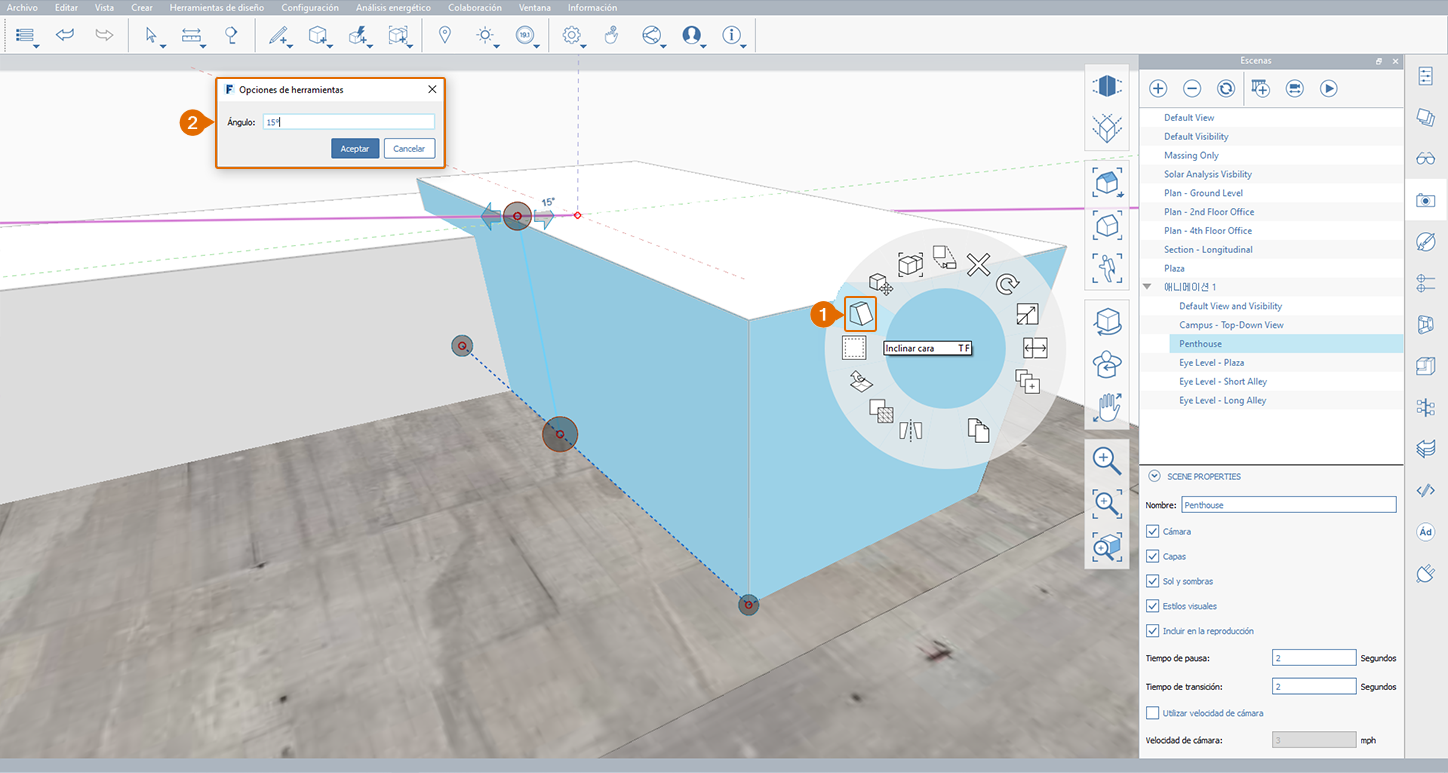 Archivo Editar Vista Crear Herramientas de diseño Configuración Análisis energético Colaboración Ventana Información
19.1
Escenas
F Opciones de herramientas
2
Ángulo: 15º
Aceptar Cancelar
15°
1
Inclinar cara T F
Default View
Default Visibility
Massing Only
Solar Analysis Visbility
Plan - Ground Level
Plan - 2nd Floor Office
Plan - 4th Floor Office
Section - Longitudinal
Plaza
애니메이션 1
Default View and Visibility
Campus - Top-Down View
Penthouse
Eye Level - Plaza
Eye Level - Short Alley
Eye Level - Long Alley
SCENE PROPERTIES
Nombre: Penthouse
Cámara
Capas
Sol y sombras
Estilos visuales
Incluir en la reproducción
Tiempo de pausa: 2 Segundos
Tiempo de transición: 2 Segundos
Utilizar velocidad de cámara
Velocidad de cámara: 3 mph
Ád